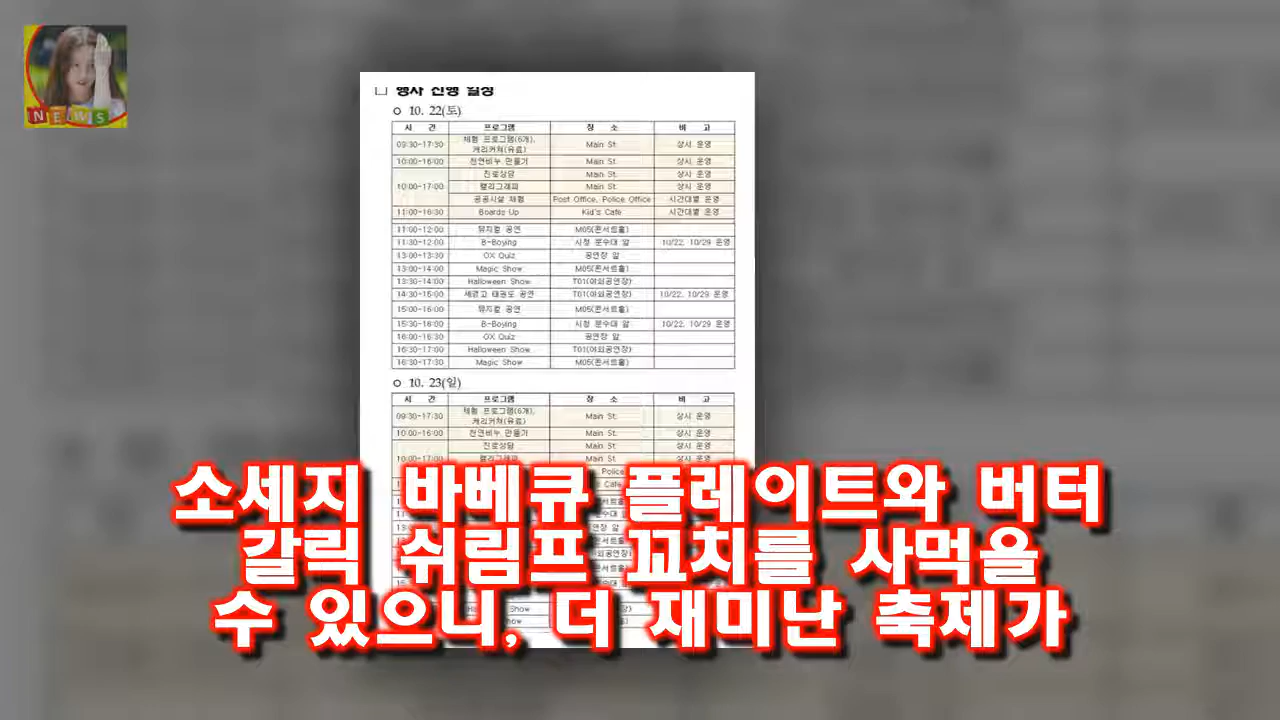 NEWS
□ 행사 진행 일정
○ 10. 22(토)
시 간 프로그램 장 소 비 고
09:30-17:30 체험 프로그램(6개), 캐리커쳐(유료) Main St. 상시 운영
10:00-16:00 천연비누 만들기 Main St. 상시 운영
10:00-17:00 진로상담 Main St. 상시 운영
캘리그래피 Main St. 상시 운영
공공시설 체험 Post Office, Police Office 시간대별 운영
11:00-16:30 Boards Up Kid's Cafe 시간대별 운영
11:00-12:00 뮤지컬 공연 M05(콘서트홀)
11:30-12:00 B-Boying 시청 분수대 앞 10/22, 10/29 운영
13:00-13:30 OX Quiz 공연장 앞
13:00-14:00 Magic Show M05(콘서트홀)
13:30-14:00 Halloween Show T01(야외공연장)
14:30-15:00 세경고 태권도 공연 T01(야외공연장) 10/22, 10/29 운영
15:00-16:00 뮤지컬 공연 M05(콘서트홀)
15:30-16:00 B-Boying 시청 분수대 앞 10/22, 10/29 운영
16:00-16:30 OX Quiz 공연장 앞
16:30-17:00 Halloween Show T01(야외공연장)
16:30-17:30 Magic Show M05(콘서트홀)
○ 10. 23(일)
시 간 프로그램 장 소 비 고
09:30-17:30 체험 프로그램(6개), 캐리커쳐(유료) Main St. 상시 운영
10:00-16:00 천연비누 만들기 Main St. 상시 운영
진로상담 Main St. 상시 운영
10:00-17:00 캘리그래피 Main St. 상시 운영
소세지 바베큐 플레이트와 버터
갈릭 쉬림프 꼬치를 사먹을
수 있으니, 더 재미난 축제가